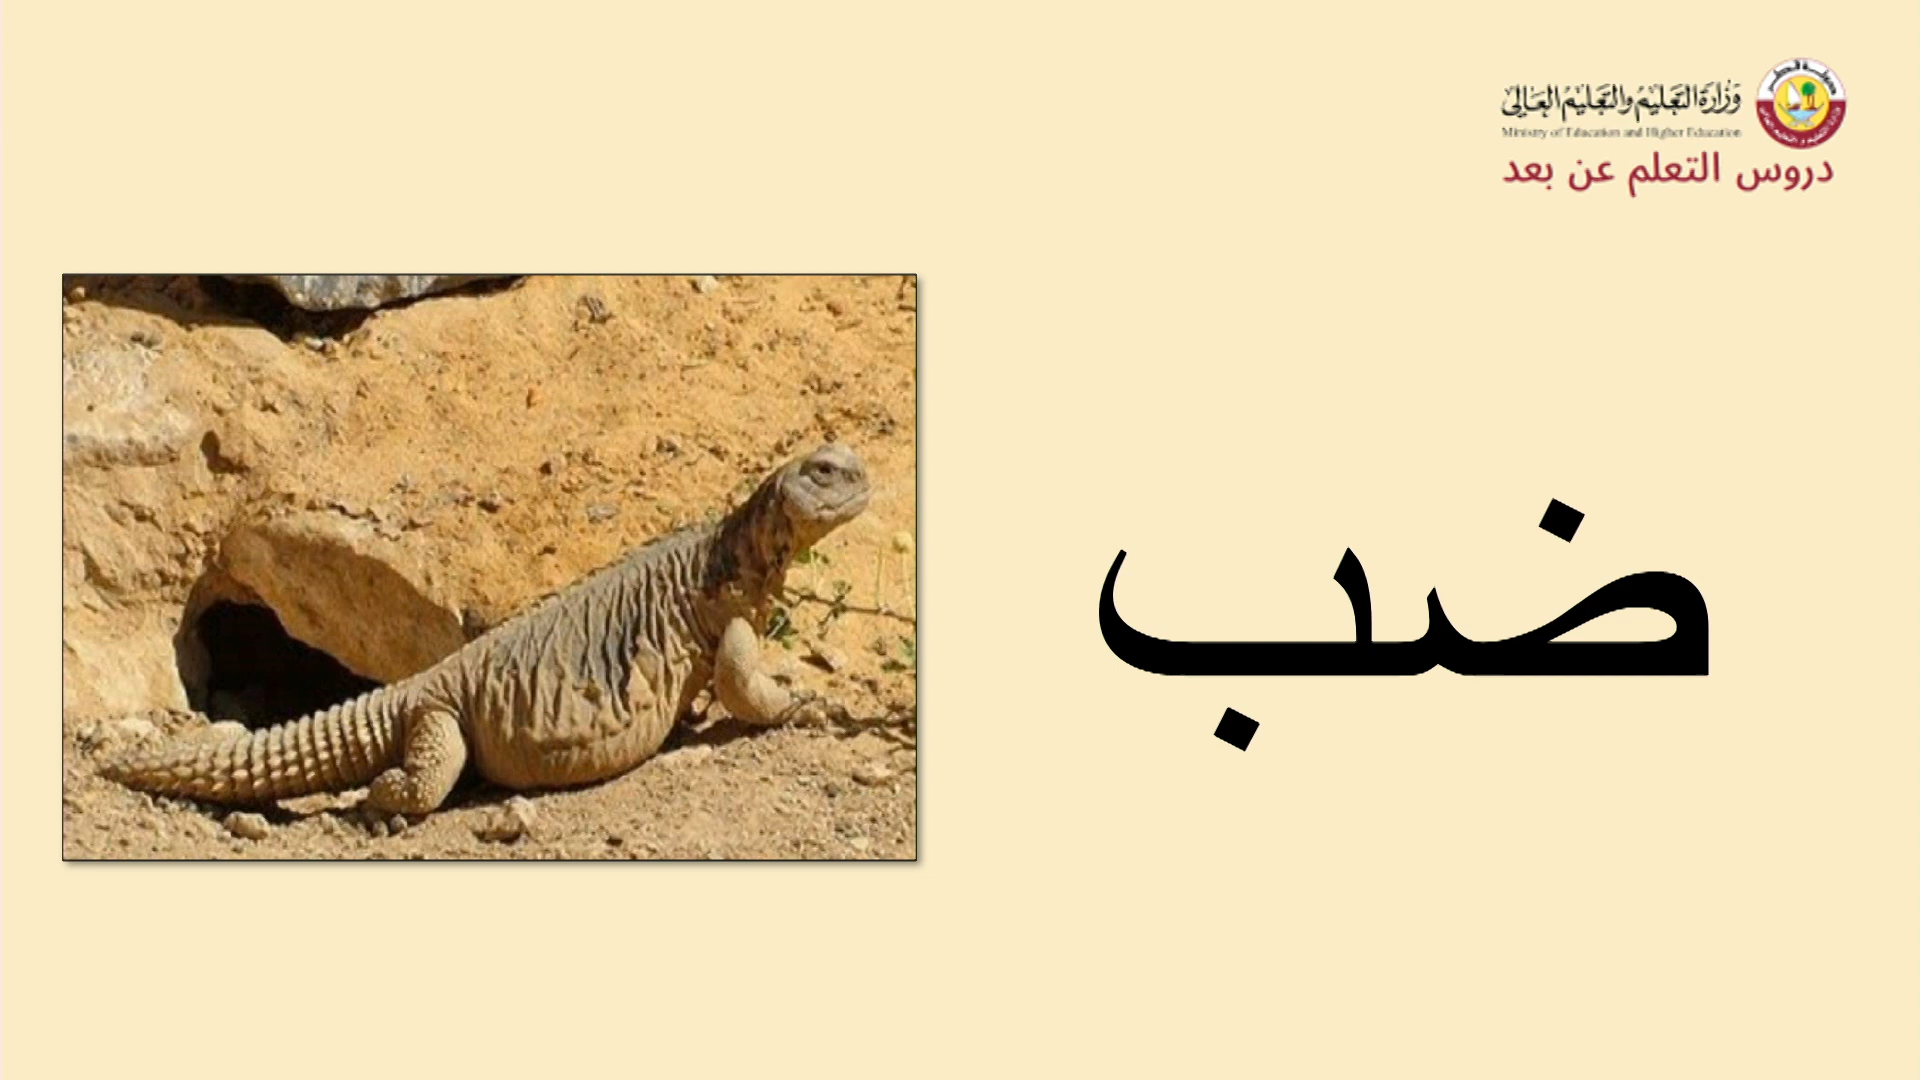 وزارة التعليم والتعليم العالي
Ministry of Education and Higher Education
دروس التعلم عن بعد
ضب